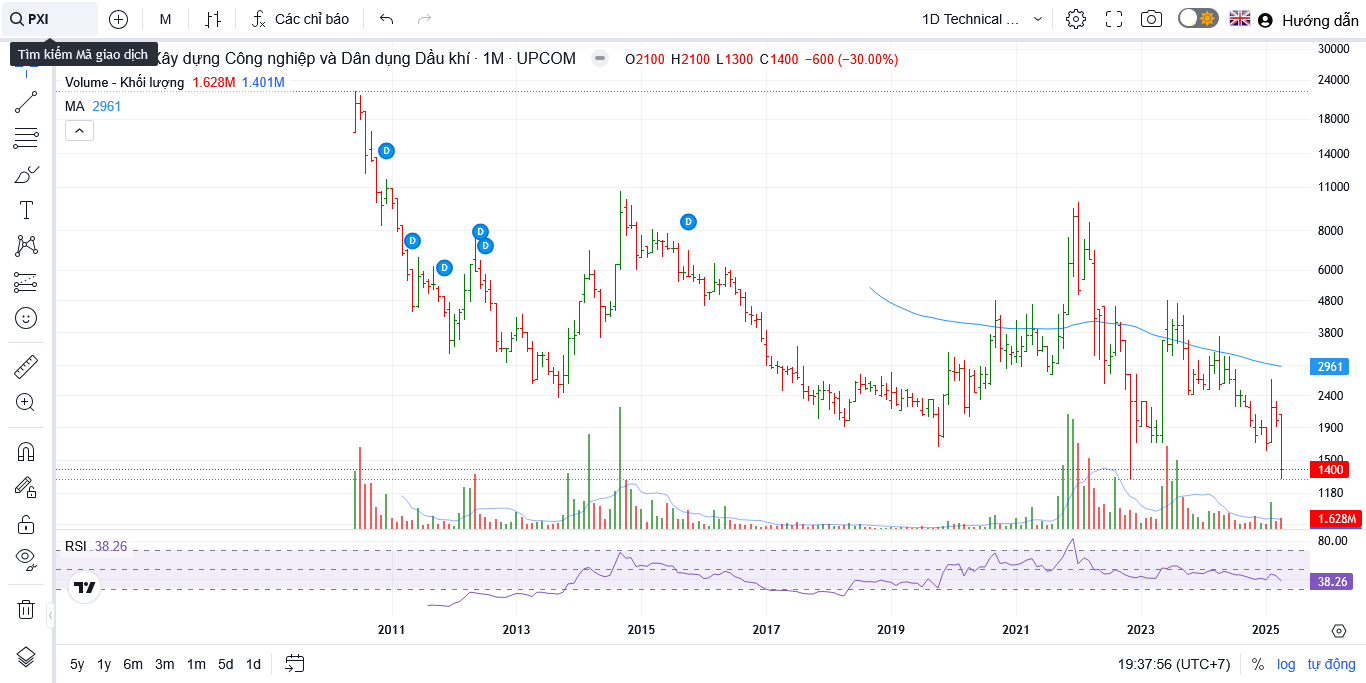 PXI M Các chỉ báo 1D Technical ... Hướng dẫn
Tìm kiếm Mã giao dịch
Xây dựng Công nghiệp và Dân dụng Dầu khí · 1M · UPCOM O2100 H2100 L1300 C1400 −600 (−30.00%)
Volume - Khối lượng 1.628M 1.401M
MA 2961
30000
24000
18000
14000
11000
8000
6000
4800
3800
2961
2400
1900
1500
1400
1180
1.628M
D
D
D
D
D
D
RSI 38.26
80.00
38.26
2011 2013 2015 2017 2019 2021 2023 2025
5y 1y 6m 3m 1m 5d 1d 19:37:56 (UTC+7) % log tự động